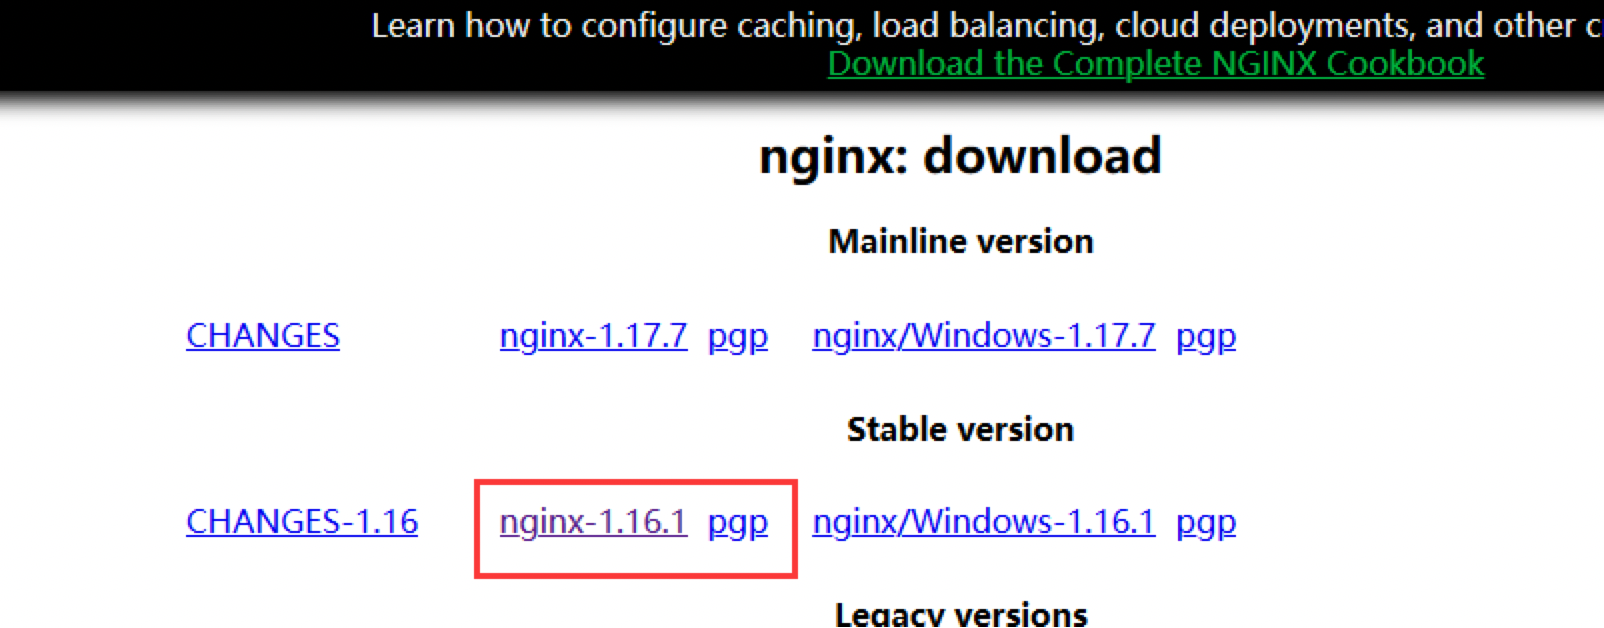 Learn how to configure caching, load balancing, cloud deployments, and other c
Download the Complete NGINX Cookbook
nginx: download
Mainline version
CHANGES nginx-1.17.7 pgp nginx/Windows-1.17.7 pgp
Stable version
CHANGES-1.16 nginx-1.16.1 pgp nginx/Windows-1.16.1 pgp
Legacy versions